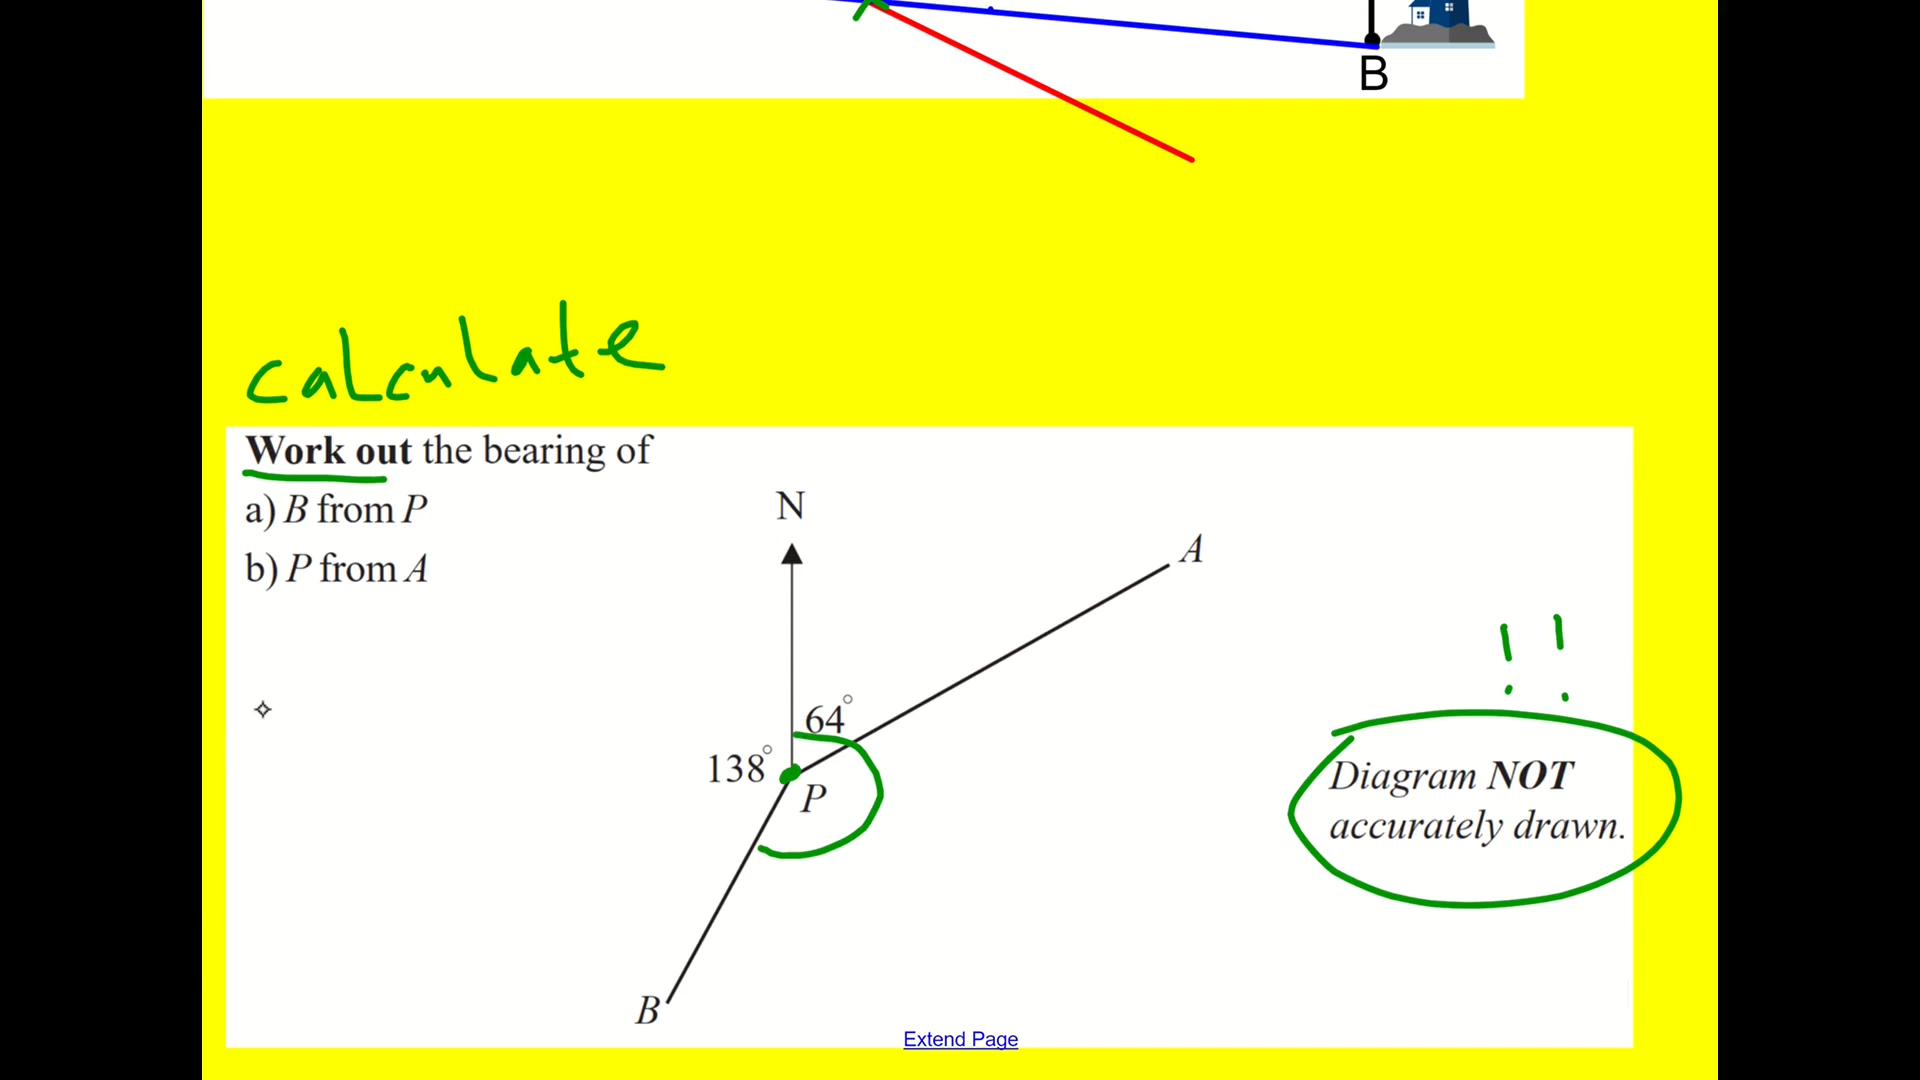 B
calculate
Work out the bearing of
a) B from P
b) P from A
N
A
64°
138°
P
! !
Diagram NOT
accurately drawn.
B
Extend Page